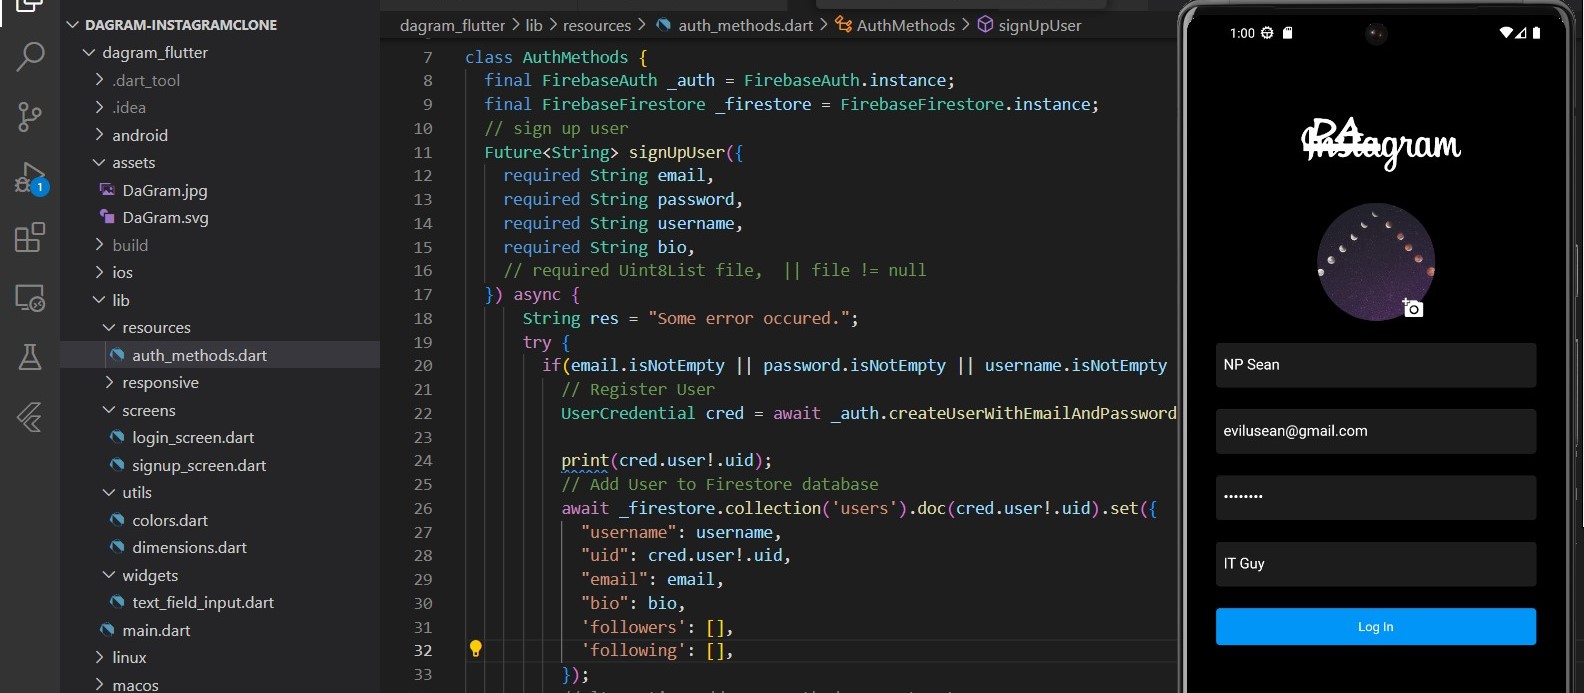 DAGRAM-INSTAGRAMCLONE
dagram_flutter
.dart_tool
.idea
android
assets
DaGram.jpg
DaGram.svg
build
ios
lib
resources
auth_methods.dart
responsive
screens
login_screen.dart
signup_screen.dart
utils
colors.dart
dimensions.dart
widgets
text_field_input.dart
main.dart
linux
macos
1
dagram_flutter > lib > resources > auth_methods.dart > AuthMethods > signUpUser
7 class AuthMethods {
8 final FirebaseAuth _auth = FirebaseAuth.instance;
9 final FirebaseFirestore _firestore = FirebaseFirestore.instance;
10 // sign up user
11 Future<String> signUpUser({
12 required String email,
13 required String password,
14 required String username,
15 required String bio,
16 // required Uint8List file,  || file != null
17 }) async {
18 String res = "Some error occured.";
19 try {
20 if(email.isNotEmpty || password.isNotEmpty || username.isNotEmpty
21 // Register User
22 UserCredential cred = await _auth.createUserWithEmailAndPassword
23
24 print(cred.user!.uid);
25 // Add User to Firestore database
26 await _firestore.collection('users').doc(cred.user!.uid).set({
27 "username": username,
28 "uid": cred.user!.uid,
29 "email": email,
30 "bio": bio,
31 'followers': [],
32 'following': [],
33 });
1:00
DA
Instagram
NP Sean
evilusean@gmail.com
••••••••
IT Guy
Log In